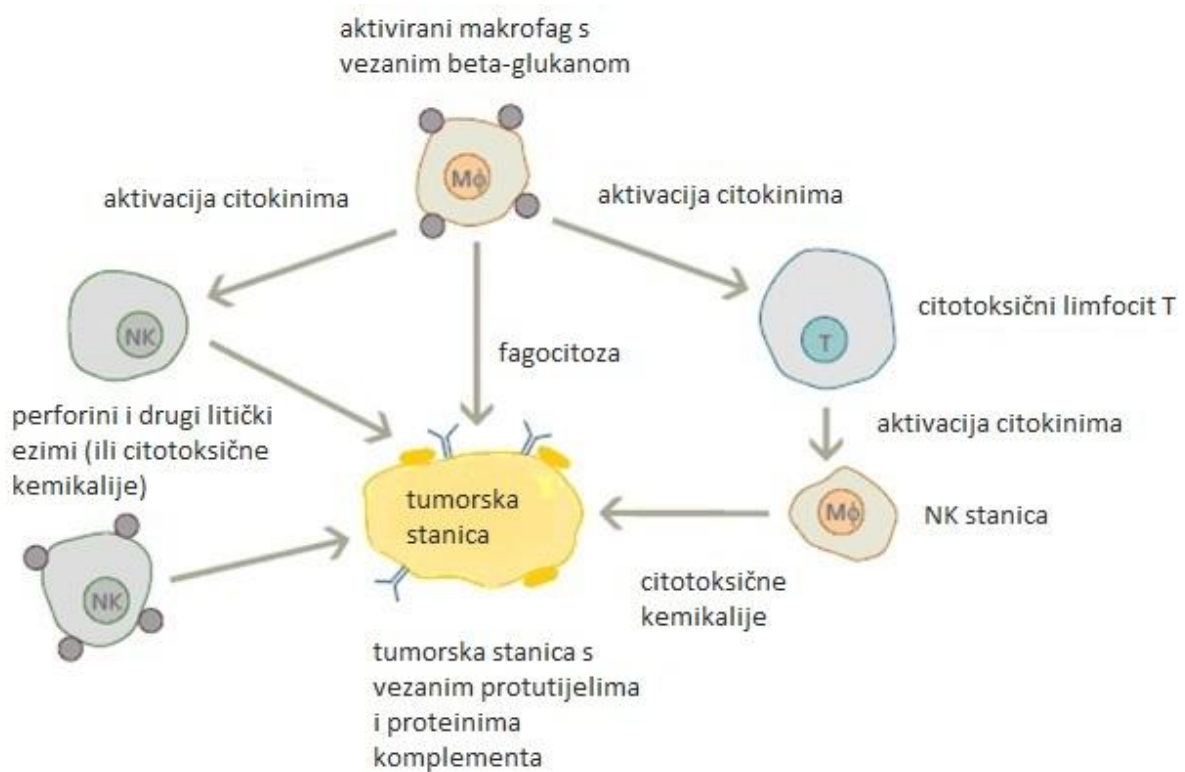 aktivirani makrofag s
vezanim beta-glukanom
Mϕ
aktivacija citokinima
aktivacija citokinima
NK
citotoksični limfocit T
T
fagocitoza
perforini i drugi litički
ezimi (ili citotoksične
kemikalije)
aktivacija citokinima
tumorska
stanica
Mϕ
NK stanica
NK
citotoksične
kemikalije
tumorska stanica s
vezanim protutijelima
i proteinima
komplementa